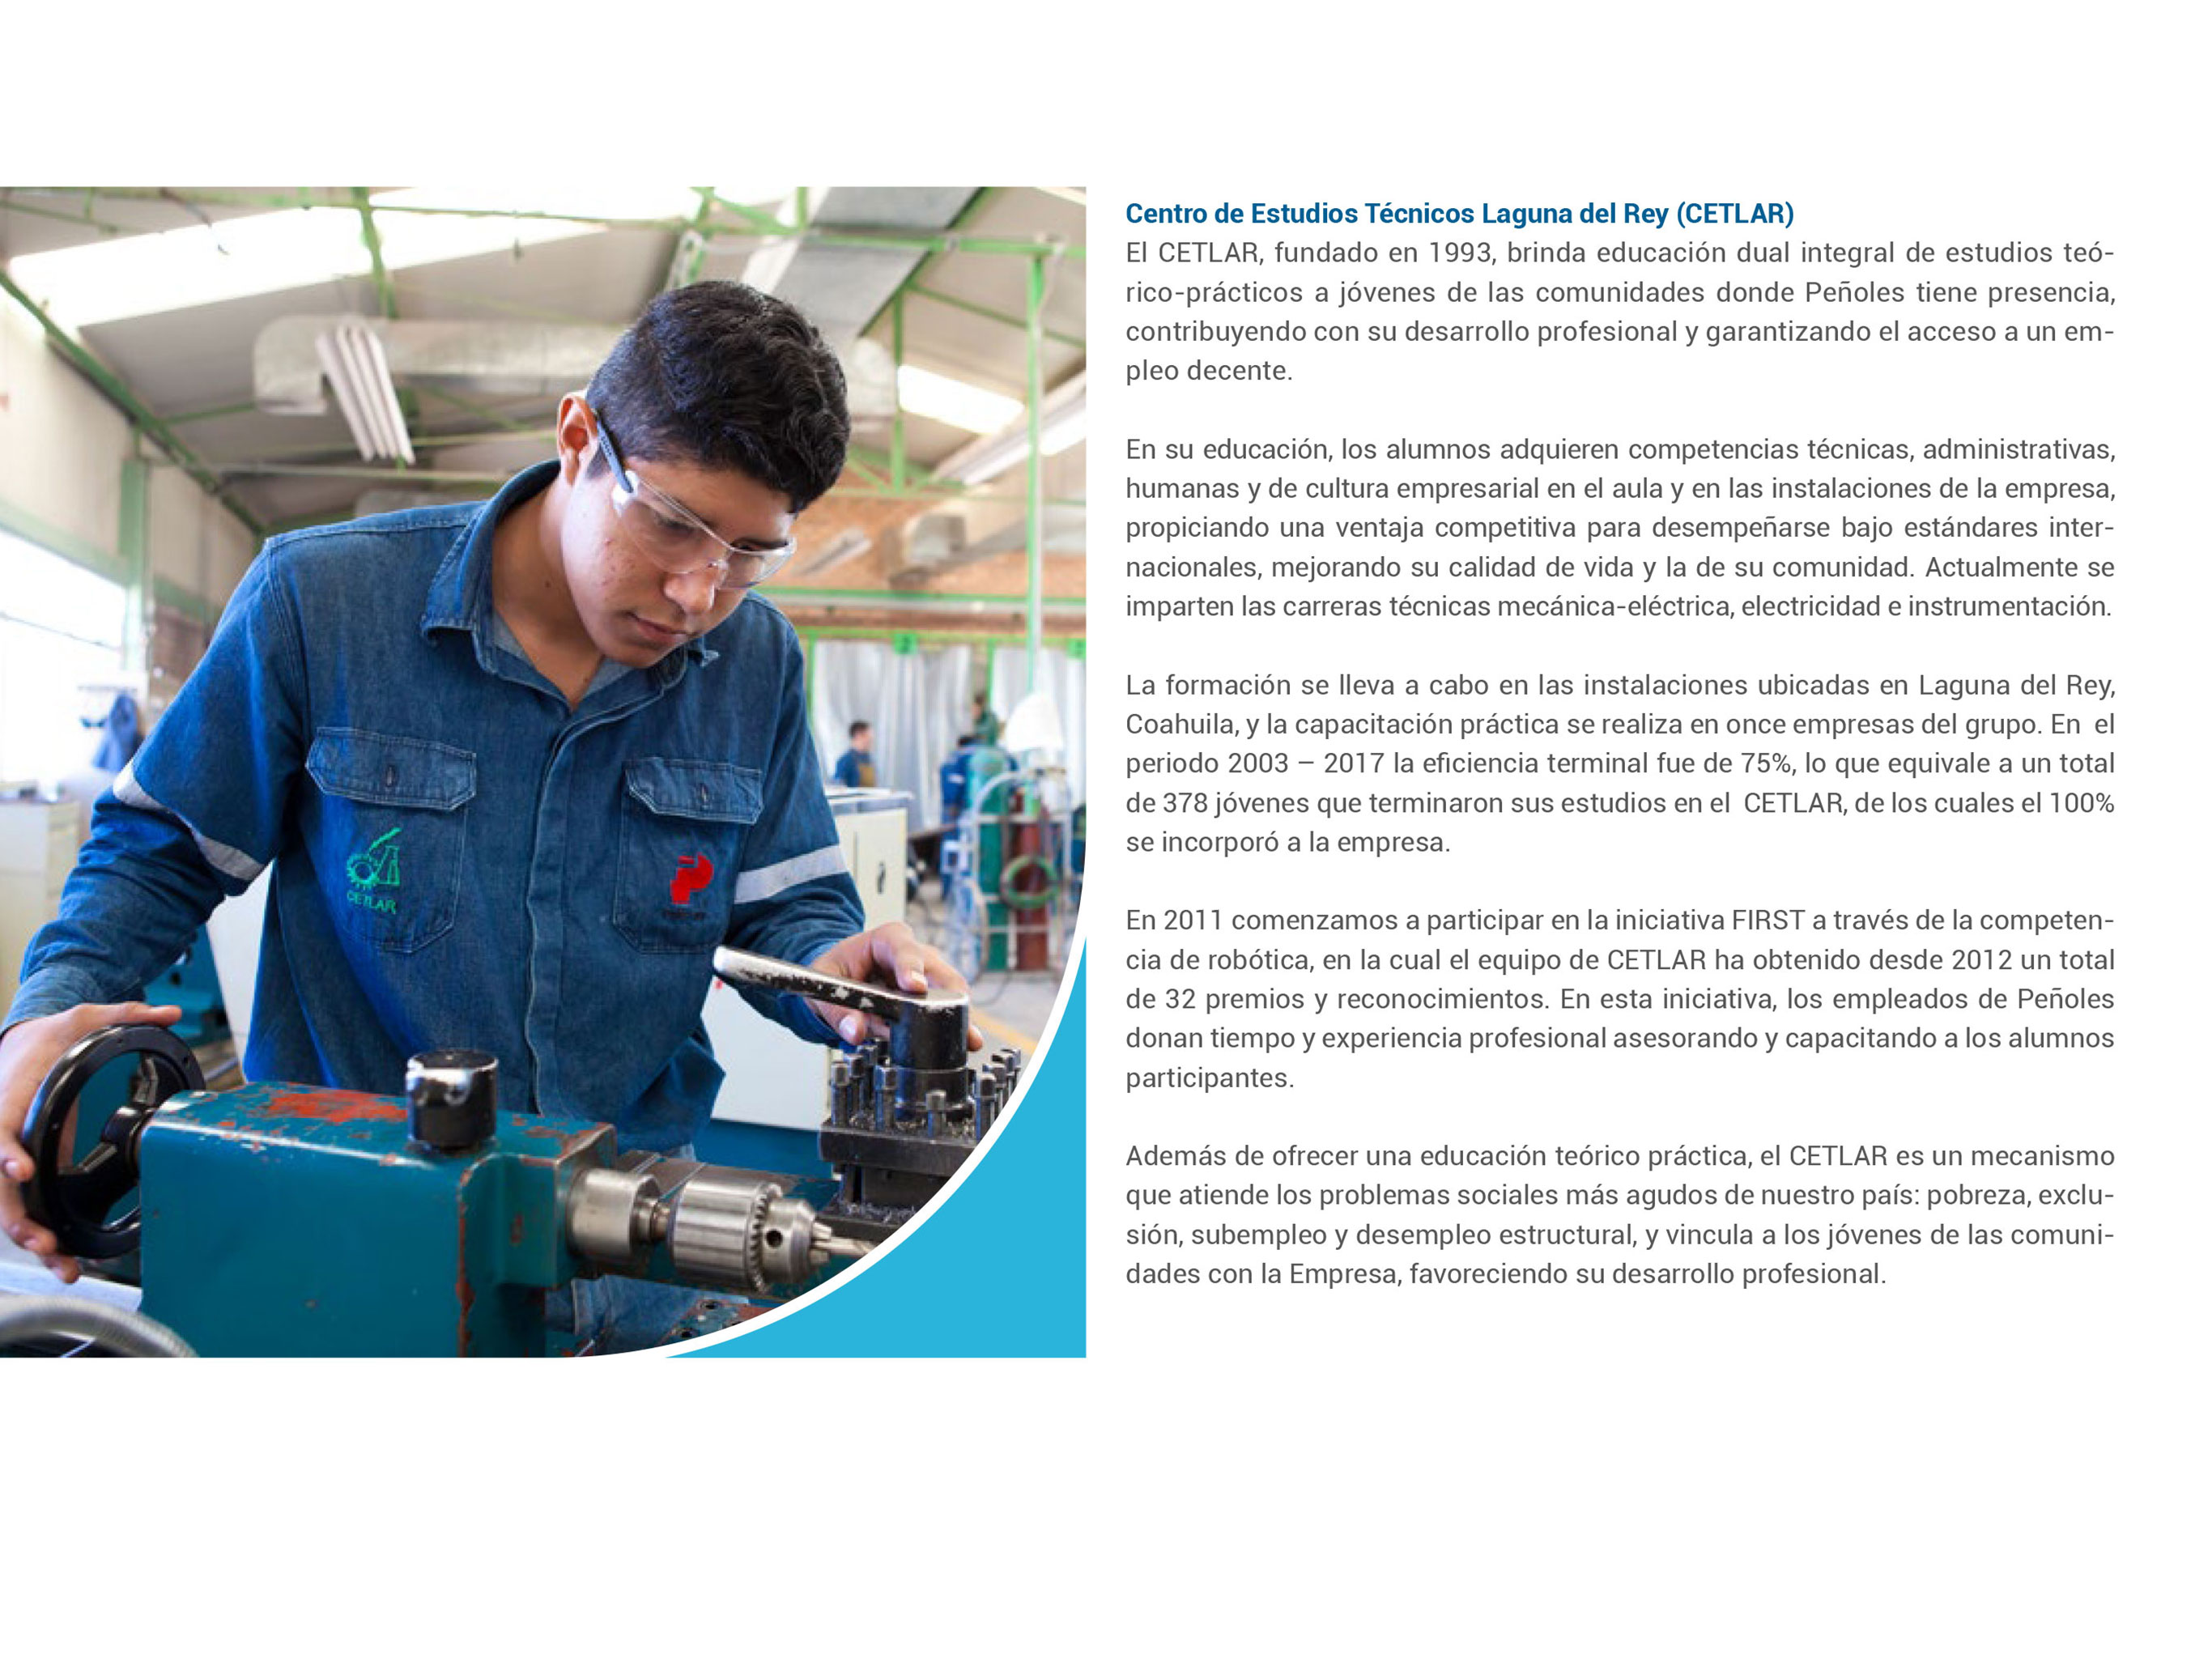 Centro de Estudios Técnicos Laguna del Rey (CETLAR)
El CETLAR, fundado en 1993, brinda educación dual integral de estudios teó-
rico-prácticos a jóvenes de las comunidades donde Peñoles tiene presencia,
contribuyendo con su desarrollo profesional y garantizando el acceso a un em-
pleo decente.
En su educación, los alumnos adquieren competencias técnicas, administrativas,
humanas y de cultura empresarial en el aula y en las instalaciones de la empresa,
propiciando una ventaja competitiva para desempeñarse bajo estándares inter-
nacionales, mejorando su calidad de vida y la de su comunidad. Actualmente se
imparten las carreras técnicas mecánica-eléctrica, electricidad e instrumentación.
La formación se lleva a cabo en las instalaciones ubicadas en Laguna del Rey,
Coahuila, y la capacitación práctica se realiza en once empresas del grupo. En el
periodo 2003 – 2017 la eficiencia terminal fue de 75%, lo que equivale a un total
de 378 jóvenes que terminaron sus estudios en el CETLAR, de los cuales el 100%
se incorporó a la empresa.
En 2011 comenzamos a participar en la iniciativa FIRST a través de la competen-
cia de robótica, en la cual el equipo de CETLAR ha obtenido desde 2012 un total
de 32 premios y reconocimientos. En esta iniciativa, los empleados de Peñoles
donan tiempo y experiencia profesional asesorando y capacitando a los alumnos
participantes.
Además de ofrecer una educación teórico práctica, el CETLAR es un mecanismo
que atiende los problemas sociales más agudos de nuestro país: pobreza, exclu-
sión, subempleo y desempleo estructural, y vincula a los jóvenes de las comuni-
dades con la Empresa, favoreciendo su desarrollo profesional.
CETLAR